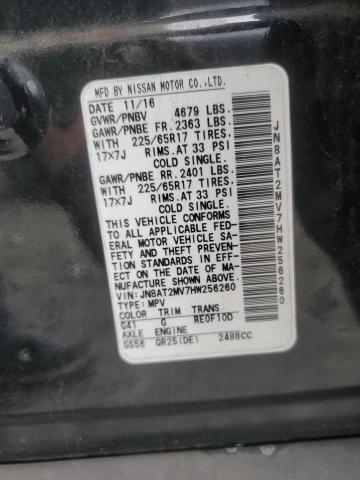 MFD BY NISSAN MOTOR CO.,LTD.
DATE 11/16
GVWR/PNBV 4679 LBS.
GAWR/PNBE FR. 2363 LBS.
WITH 225/65R17 TIRES,
17X7J RIMS.AT 33 PSI
COLD SINGLE.
GAWR/PNBE RR. 2401 LBS.
WITH 225/65R17 TIRES,
17X7J RIMS.AT 33 PSI
COLD SINGLE.
THIS VEHICLE CONFORMS
TO ALL APPLICABLE FED-
ERAL MOTOR VEHICLE SA-
FETY AND THEFT PREVEN-
TION STANDARDS IN EFF-
ECT ON THE DATE OF MA-
NUFACTURE SHOWN ABOVE.
VIN:JN8AT2MV7HW256260
TYPE:MPV
COLOR TRIM TRANS
G41 G RE0F10D
AXLE ENGINE
GS56 QR25(DE) 2488CC
JN8AT2MV7HW256260